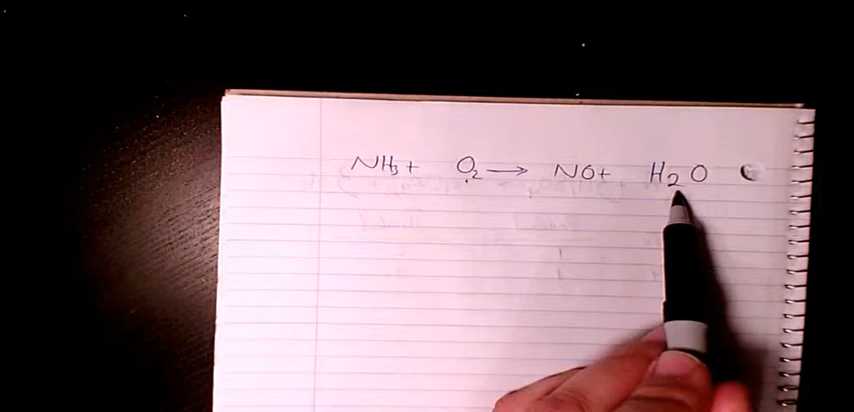 NH₃ + O₂ → NO + H₂O